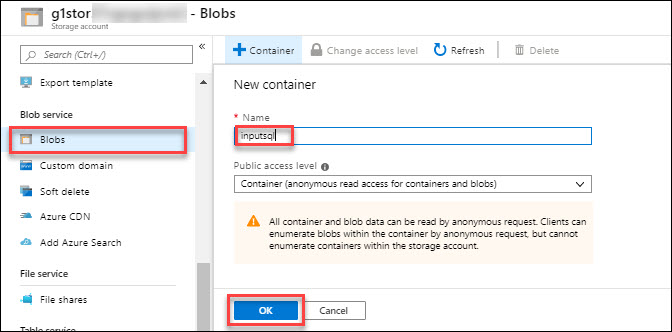 g1stor - Blobs
Storage account
Search (Ctrl+/)
«
Export template
Blob service
Blobs
Custom domain
Soft delete
Azure CDN
Add Azure Search
File service
File shares
Table service
+ Container
Change access level
Refresh
Delete
New container
* Name
inputsql
Public access level
Container (anonymous read access for containers and blobs)
All container and blob data can be read by anonymous request. Clients can
enumerate blobs within the container by anonymous request, but cannot
enumerate containers within the storage account.
OK
Cancel